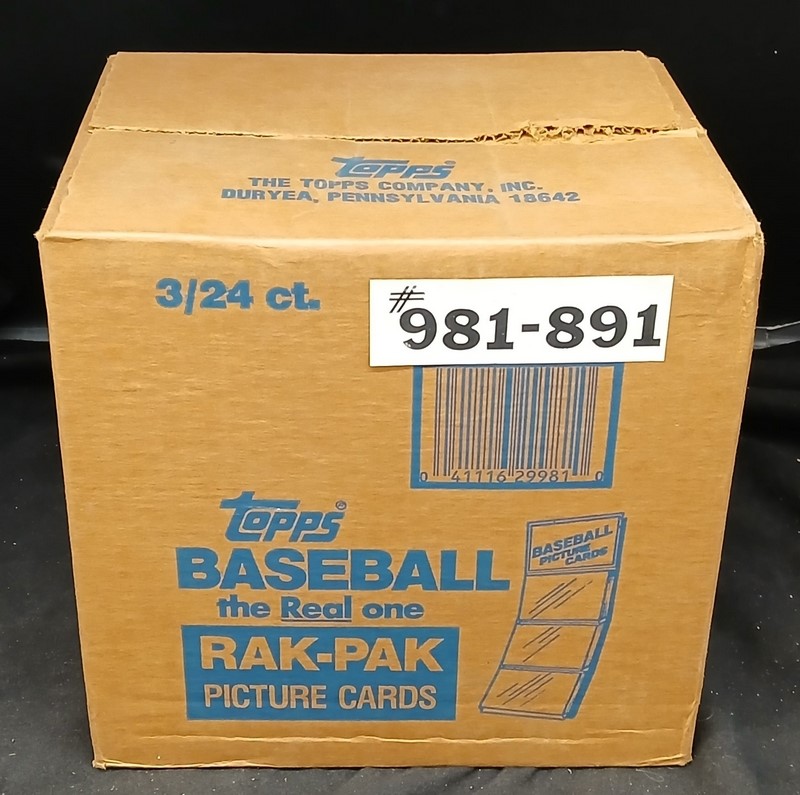 topps®
THE TOPPS COMPANY, INC.
DURYEA, PENNSYLVANIA 18642
3/24 ct.
#981-891
0 41116 29981 0
topps®
BASEBALL
the Real one
RAK-PAK
PICTURE CARDS
BASEBALL
PICTURE
CARDS